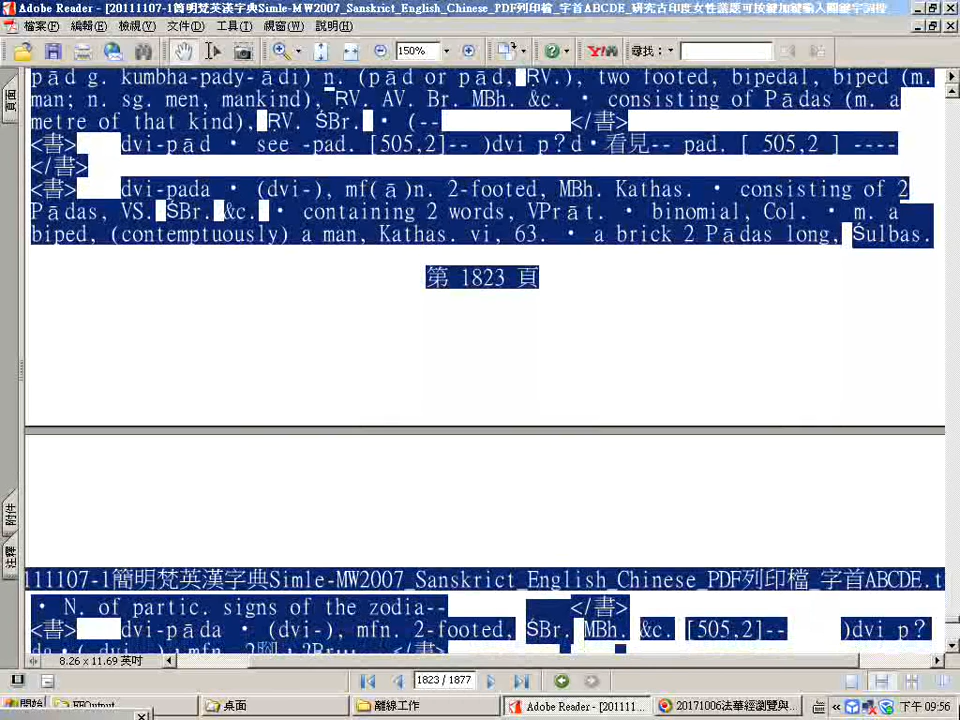 Adobe Reader - [20111107-1簡明梵英漢字典Simle-MW2007_Sanskrict_English_Chinese_PDF列印檔_字首ABCDE_研究古印度女性議題可按鍵加鍵輸入關鍵字詞檢
檔案(F) 編輯(E) 檢視(V) 文件(D) 工具(T) 視窗(W) 說明(H)
150% Y! 尋找:
頁面
pād g. kumbha-pady-ādi) n. (pād or pād, ṚV.), two footed, bipedal, biped (m.
man; n. sg. men, mankind), ṚV. AV. Br. MBh. &c. • consisting of Pādas (m. a
metre of that kind), ṚV. ŚBr. • (-- </書>
<書> dvi-pād • see -pad. [505,2]-- )dvi p?d•看見-- pad. [ 505,2 ] ----
</書>
<書> dvi-pada • (dvi-), mf(ā)n. 2-footed, MBh. Kathas. • consisting of 2
Pādas, VS. ŚBr. &c. • containing 2 words, VPrāt. • binomial, Col. • m. a
biped, (contemptuously) a man, Kathas. vi, 63. • a brick 2 Pādas long, Śulbas.
第 1823 頁
附件
注釋
111107-1簡明梵英漢字典Simle-MW2007_Sanskrict_English_Chinese_PDF列印檔_字首ABCDE.t
• N. of partic. signs of the zodia-- </書>
<書> dvi-pāda • (dvi-), mfn. 2-footed, ŚBr. MBh. &c. [505,2]-- )dvi p?
8.26 x 11.69 英吋
1823 / 1877
開始 EEOutput 桌面 離線工作 Adobe Reader - [201111... 20171006法華經瀏覽與... 下午 09:56